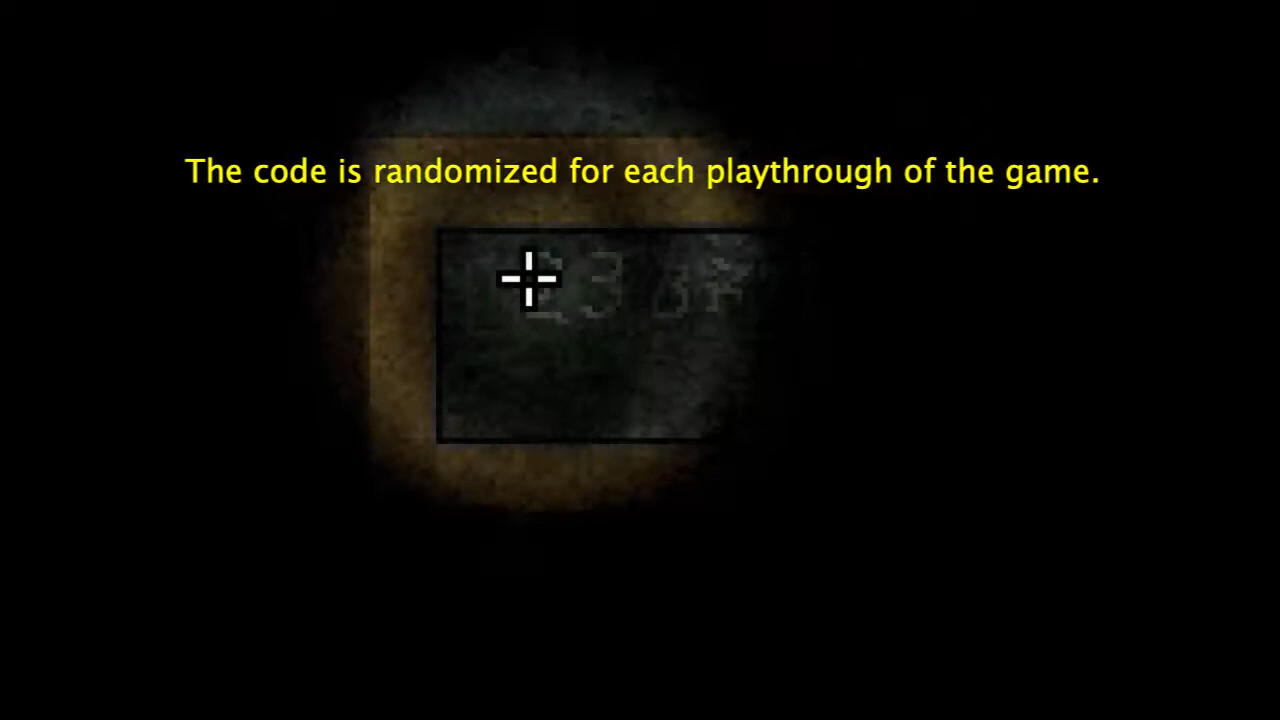 The code is randomized for each playthrough of the game.